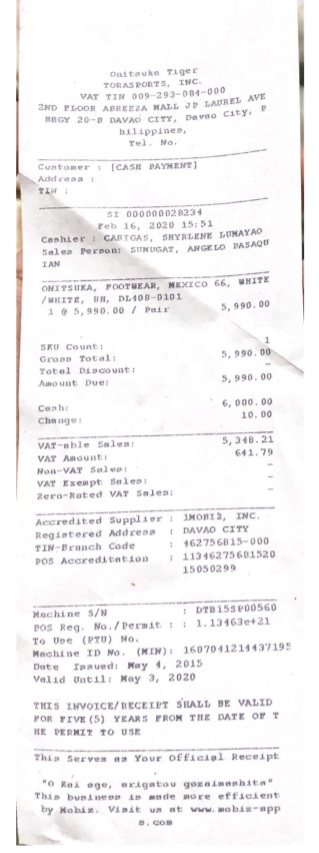 Onitsuka Tiger
TORASPORTS, INC.
VAT TIN 009-293-084-000
2ND FLOOR ABREEZA MALL JP LAUREL AVE
BRGY 20-B DAVAO CITY, Davao City, P
hilippines,
Tel. No.
Customer : [CASH PAYMENT]
Address :
TIN :
SI 000000028234
Feb 16, 2020 15:51
Cashier : CABIGAS, SHYRLENE LUMAYAO
Sales Person: SUMUGAT, ANGELO PASAQU
IAN
ONITSUKA, FOOTWEAR, MEXICO 66, WHITE
/WHITE, UH, DL408-0101
1 @ 5,990.00 / Pair 5,990.00
SKU Count: 1
Gross Total: 5,990.00
Total Discount: -
Amount Due: 5,990.00
Cash: 6,000.00
Change: 10.00
VAT-able Sales: 5,348.21
VAT Amount: 641.79
Non-VAT Sales: -
VAT Exempt Sales: -
Zero-Rated VAT Sales: -
Accredited Supplier : 1MOBI2, INC.
Registered Address : DAVAO CITY
TIN-Branch Code : 462756815-000
POS Accreditation : 11346275681520
15050299
Machine S/N : DTB15SP00560
POS Reg. No./Permit : : 1.13463e+21
To Use (PTU) No.
Machine ID No. (MIN): 1607041214437195
Date Issued: May 4, 2015
Valid Until: May 3, 2020
THIS INVOICE/RECEIPT SHALL BE VALID
FOR FIVE(5) YEARS FROM THE DATE OF T
HE PERMIT TO USE
This Serves as Your Official Receipt
"O Kai age, arigatou gozaimashita"
This business is made more efficient
by Mobiz. Visit us at www.mobiz-app
s.com